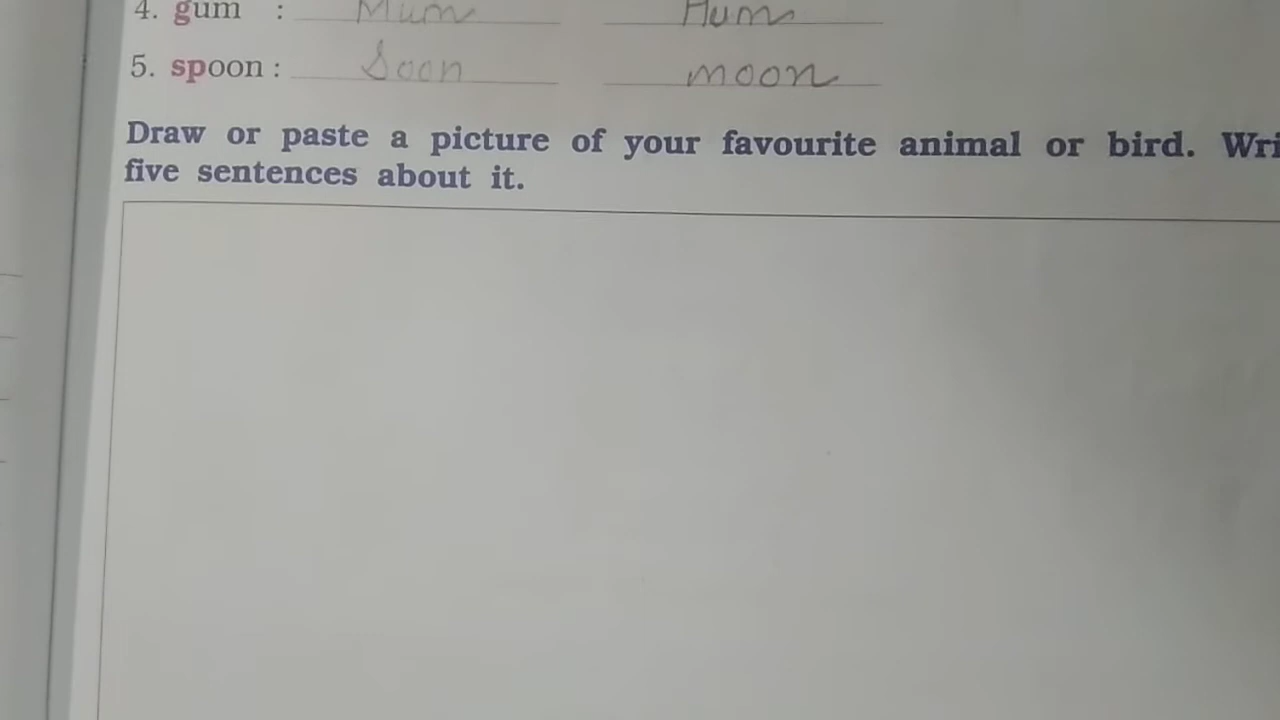 4. gum : Mum Hum
5. spoon : Soon moon
Draw or paste a picture of your favourite animal or bird. Wri
five sentences about it.